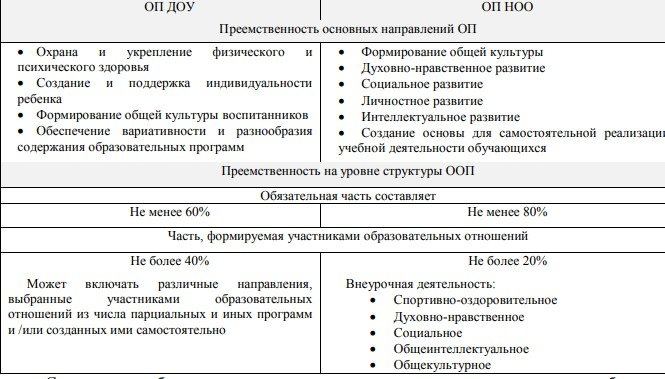 ОП ДОУ
ОП НОО
Преемственность основных направлений ОП
• Охрана и укрепление физического и
психического здоровья
• Создание и поддержка индивидуальности
ребенка
• Формирование общей культуры воспитанников
• Обеспечение вариативности и разнообразия
содержания образовательных программ
• Формирование общей культуры
• Духовно-нравственное развитие
• Социальное развитие
• Личностное развитие
• Интеллектуальное развитие
• Создание основы для самостоятельной реализации
учебной деятельности обучающихся
Преемственность на уровне структуры ООП
Обязательная часть составляет
Не менее 60%
Не менее 80%
Часть, формируемая участниками образовательных отношений
Не более 40%
Может включать различные направления,
выбранные участниками образовательных
отношений из числа парциальных и иных программ
и /или созданных ими самостоятельно
Не более 20%
Внеурочная деятельность:
• Спортивно-оздоровительное
• Духовно-нравственное
• Социальное
• Общеинтеллектуальное
• Общекультурное